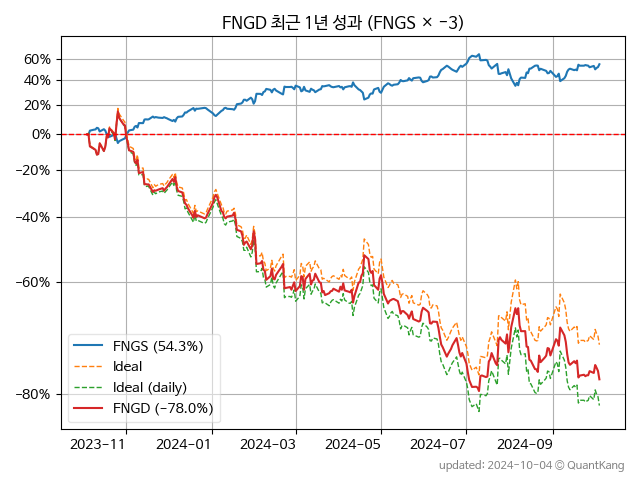 FNGD 최근 1년 성과 (FNGS × −3)
60%
40%
20%
0%
−20%
−40%
−60%
−80%
FNGS (54.3%)
Ideal
Ideal (daily)
FNGD (−78.0%)
2023−11 2024−01 2024−03 2024−05 2024−07 2024−09
updated: 2024-10-04 © QuantKang